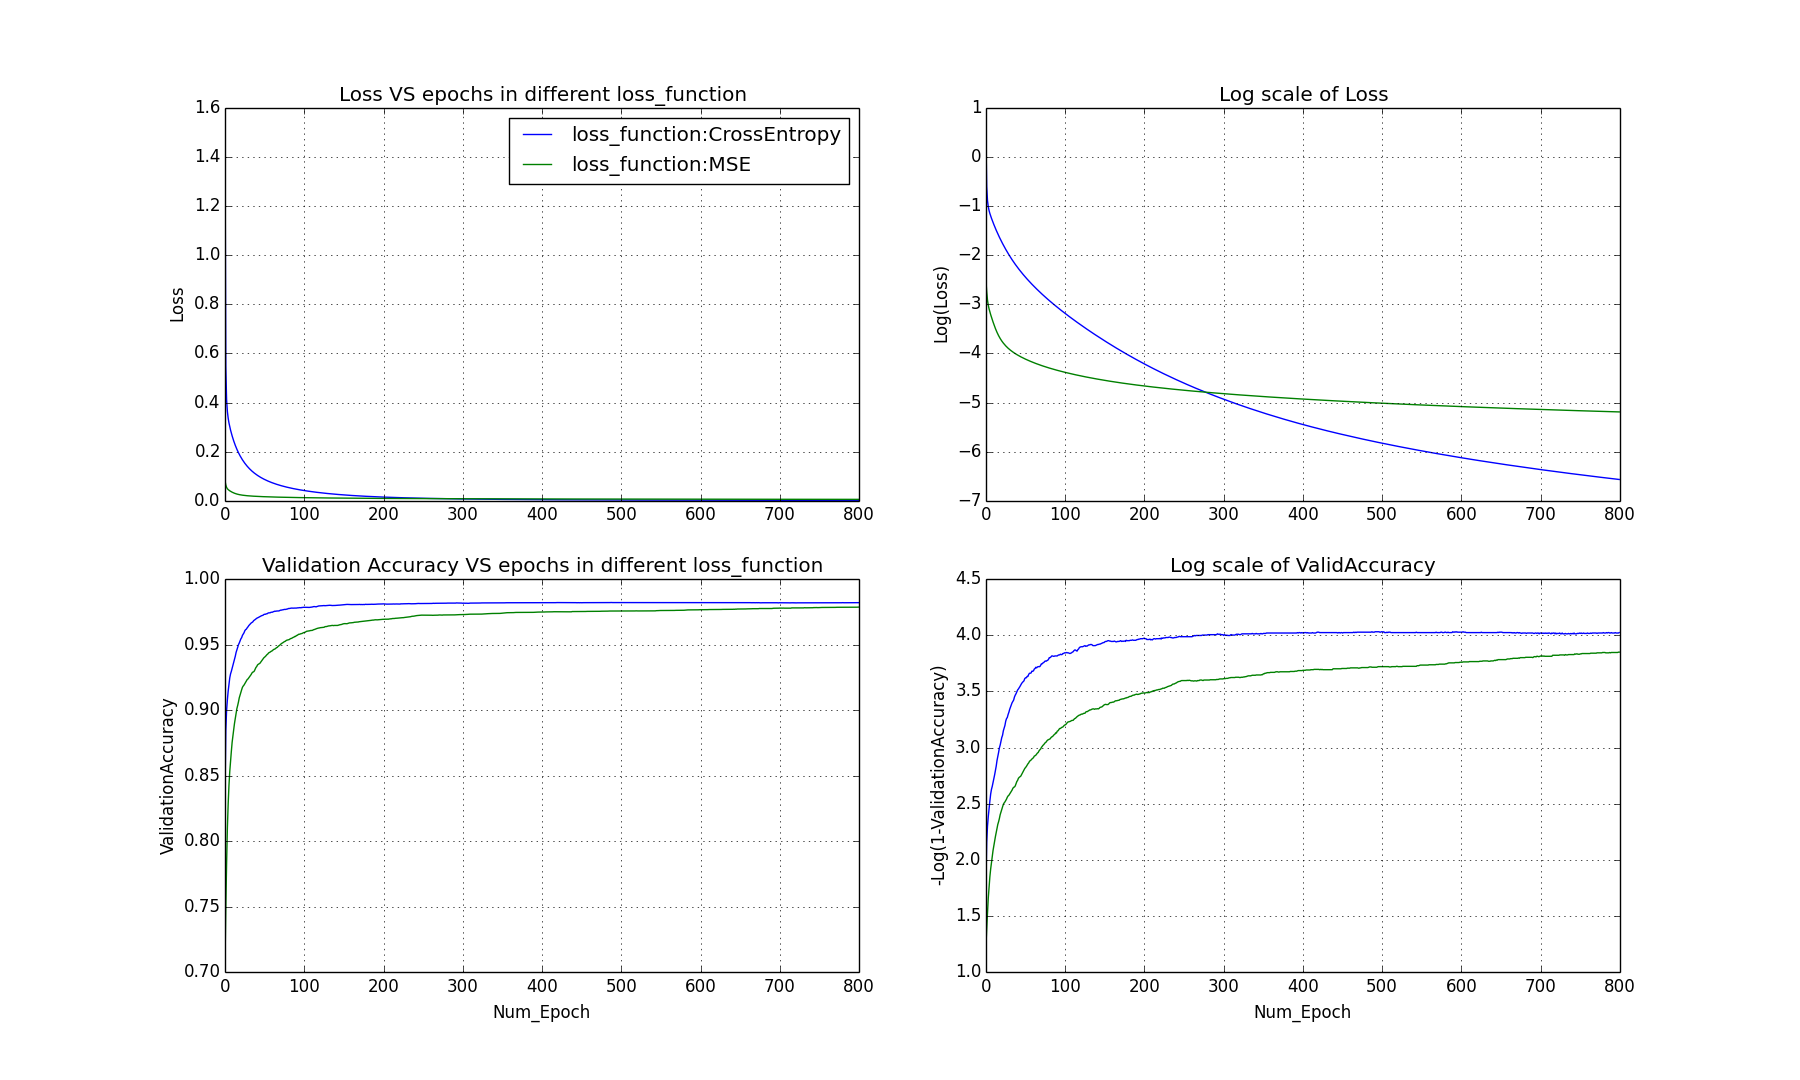 Loss VS epochs in different loss_function
1.6
1.4
1.2
1.0
0.8
0.6
0.4
0.2
0.0
Loss
loss_function:CrossEntropy
loss_function:MSE
0 100 200 300 400 500 600 700 800
Log scale of Loss
1
0
−1
−2
−3
−4
−5
−6
−7
Log(Loss)
0 100 200 300 400 500 600 700 800
Validation Accuracy VS epochs in different loss_function
1.00
0.95
0.90
0.85
0.80
0.75
0.70
ValidationAccuracy
0 100 200 300 400 500 600 700 800
Num_Epoch
Log scale of ValidAccuracy
4.5
4.0
3.5
3.0
2.5
2.0
1.5
1.0
-Log(1-ValidationAccuracy)
0 100 200 300 400 500 600 700 800
Num_Epoch